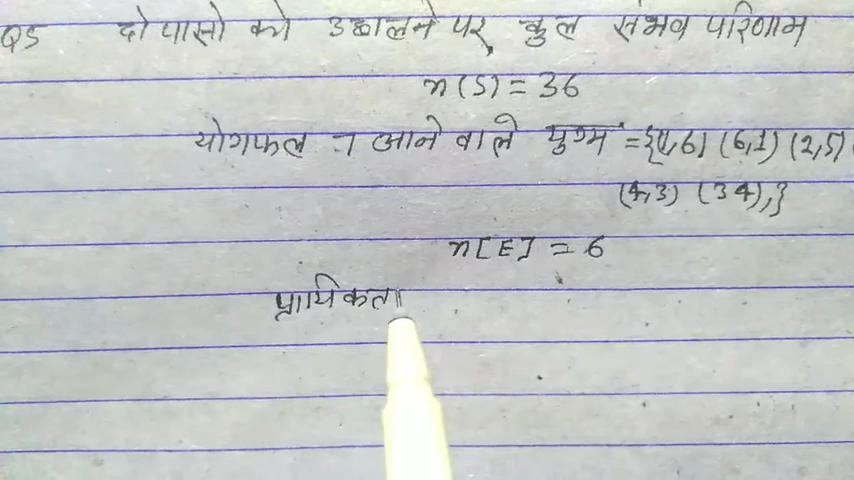 Q5 दो पासो को उछालने पर कुल संभव परिणाम
n(S) = 36
योगफल 7 आने वाले युग्म = {(1,6) (6,1) (2,5)
(4,3) (3 4),}
n[E] = 6
प्रायिकता